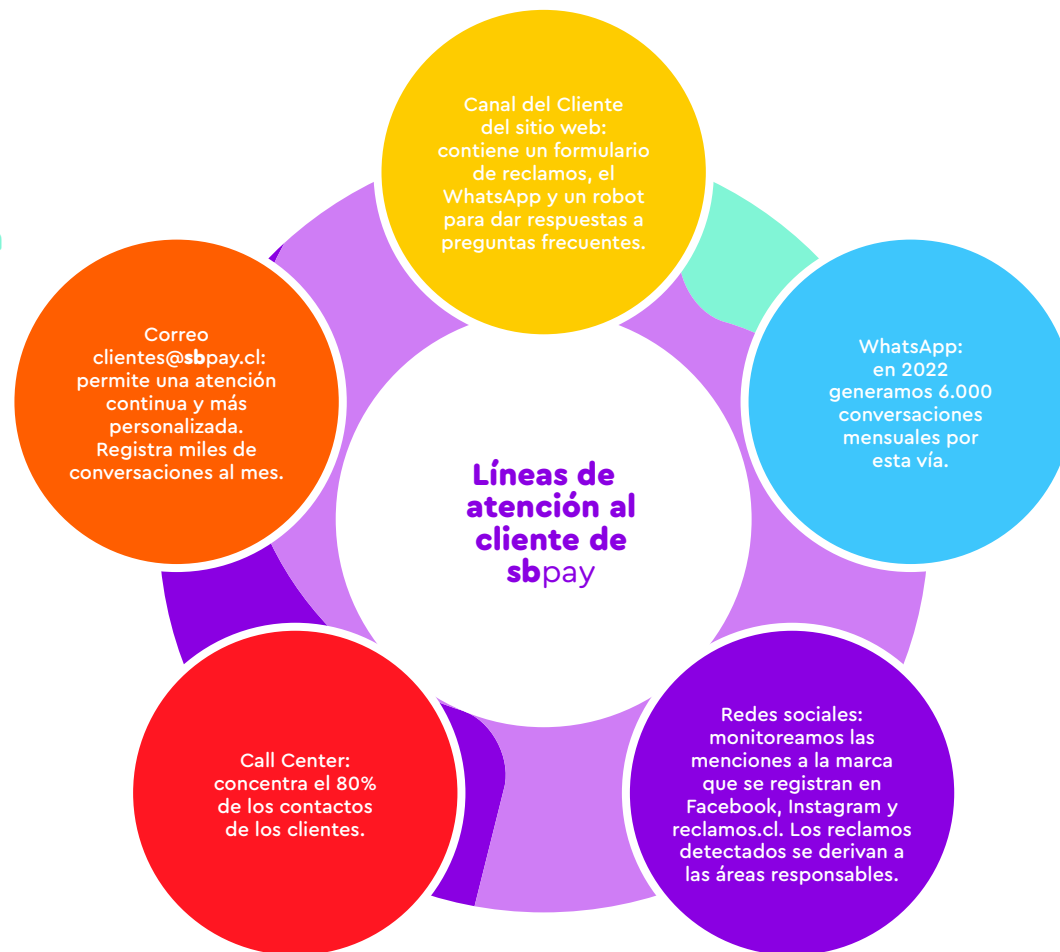 Canal del Cliente
del sitio web:
contiene un formulario
de reclamos, el
WhatsApp y un robot
para dar respuestas a
preguntas frecuentes.
Correo
clientes@sbpay.cl:
permite una atención
continua y más
personalizada.
Registra miles de
conversaciones al mes.
WhatsApp:
en 2022
generamos 6.000
conversaciones
mensuales por
esta vía.
Líneas de
atención al
cliente de
sbpay
Call Center:
concentra el 80%
de los contactos
de los clientes.
Redes sociales:
monitoreamos las
menciones a la marca
que se registran en
Facebook, Instagram y
reclamos.cl. Los reclamos
detectados se derivan a
las áreas responsables.